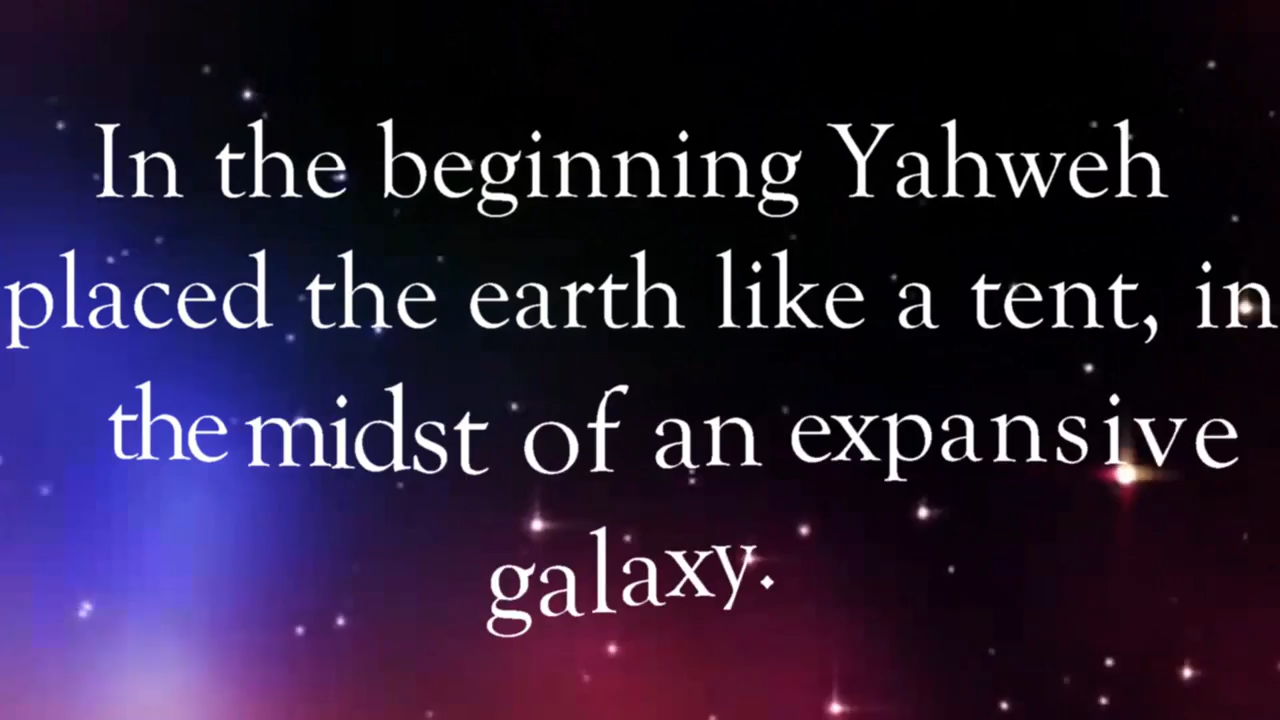 In the beginning Yahweh
placed the earth like a tent, in
the midst of an expansive
galaxy.